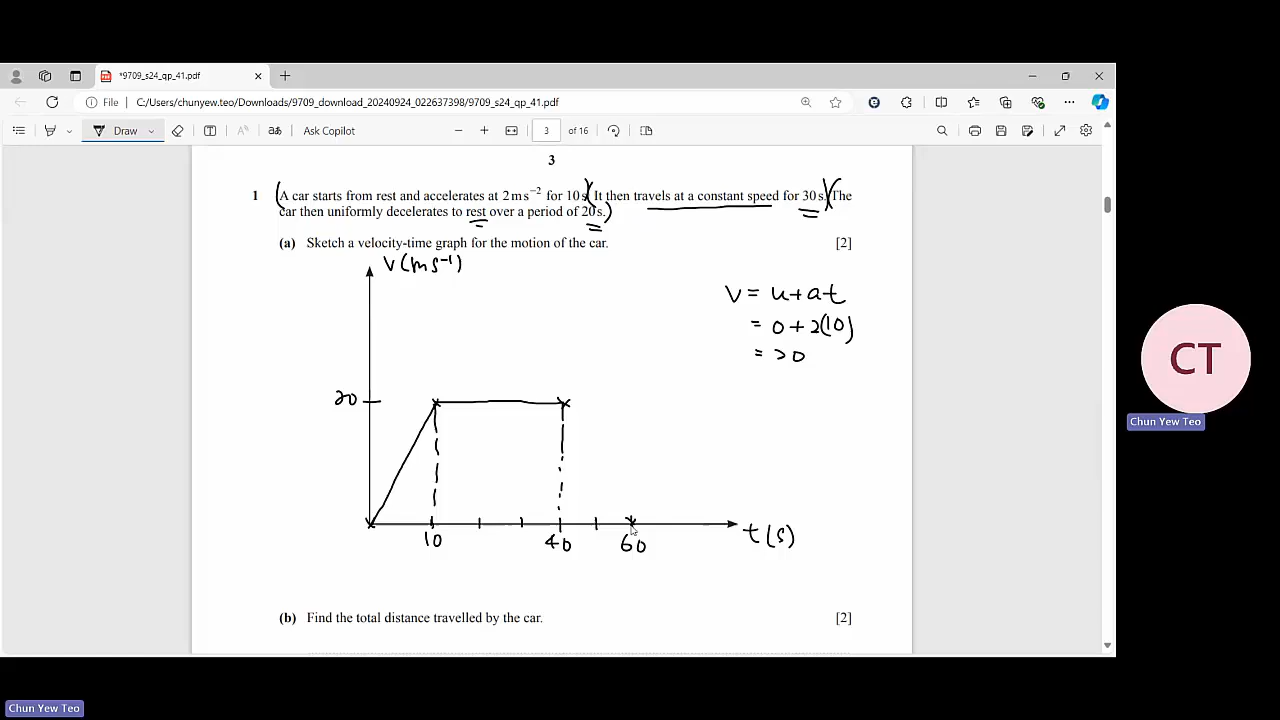 *9709_s24_qp_41.pdf
File C:/Users/chunyew.teo/Downloads/9709_download_20240924_022637398/9709_s24_qp_41.pdf
Draw Ask Copilot 3 of 16
3
1 A car starts from rest and accelerates at 2 m s⁻² for 10 s. It then travels at a constant speed for 30 s. The
car then uniformly decelerates to rest over a period of 20 s.
(a) Sketch a velocity-time graph for the motion of the car. [2]
V (ms⁻¹)
V = u + at
= 0 + 2(10)
= 20
20
10 40 60
t (s)
(b) Find the total distance travelled by the car. [2]
CT
Chun Yew Teo
Chun Yew Teo